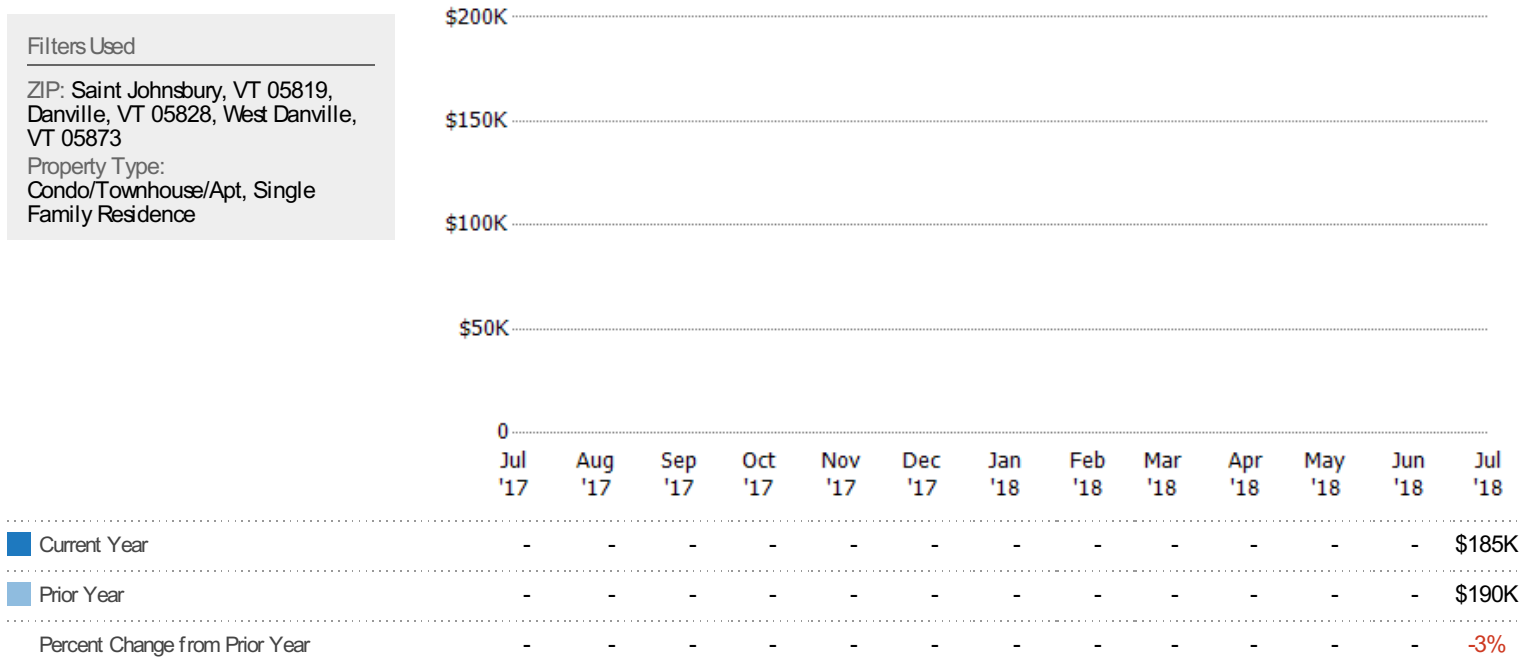 Filters Used
ZIP: Saint Johnsbury, VT 05819,
Danville, VT 05828, West Danville,
VT 05873
Property Type:
Condo/Townhouse/Apt, Single
Family Residence
$200K
$150K
$100K
$50K
0
Jul Aug Sep Oct Nov Dec Jan Feb Mar Apr May Jun Jul
'17 '17 '17 '17 '17 '17 '18 '18 '18 '18 '18 '18 '18
Current Year - - - - - - - - - - - - $185K
Prior Year - - - - - - - - - - - - $190K
Percent Change from Prior Year - - - - - - - - - - - - -3%